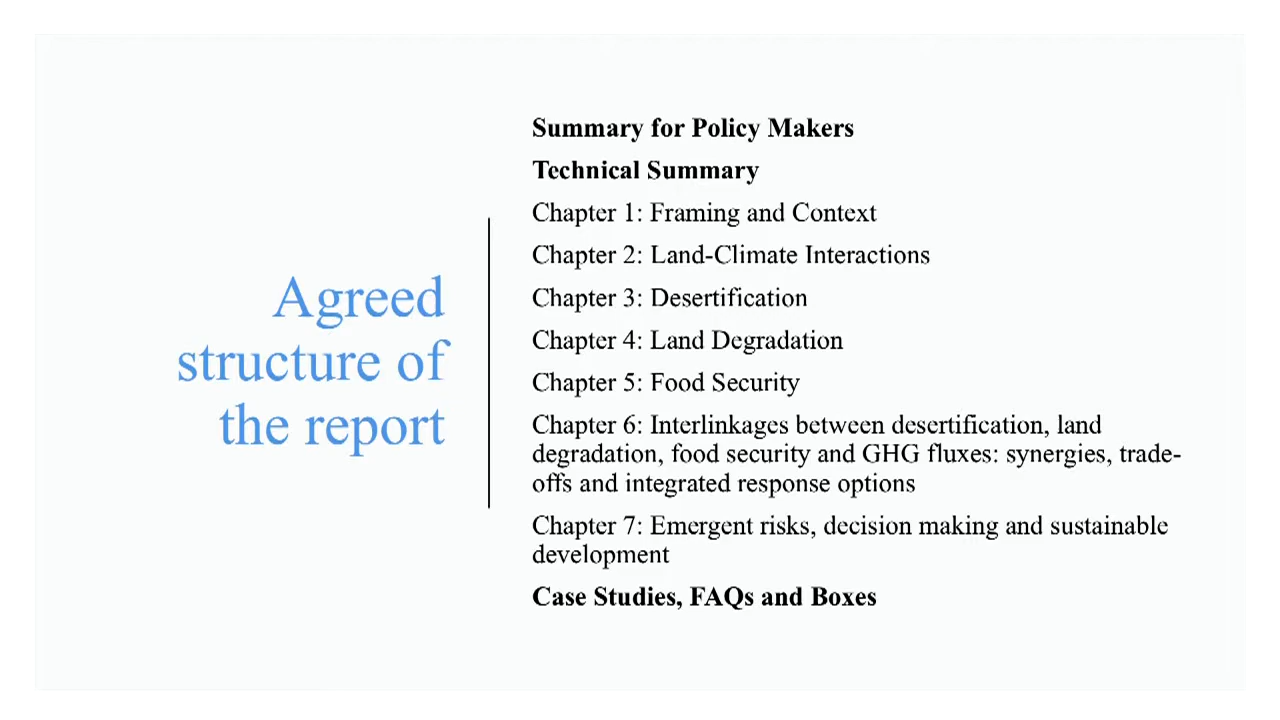 Agreed
structure of
the report
Summary for Policy Makers
Technical Summary
Chapter 1: Framing and Context
Chapter 2: Land-Climate Interactions
Chapter 3: Desertification
Chapter 4: Land Degradation
Chapter 5: Food Security
Chapter 6: Interlinkages between desertification, land
degradation, food security and GHG fluxes: synergies, trade-
offs and integrated response options
Chapter 7: Emergent risks, decision making and sustainable
development
Case Studies, FAQs and Boxes